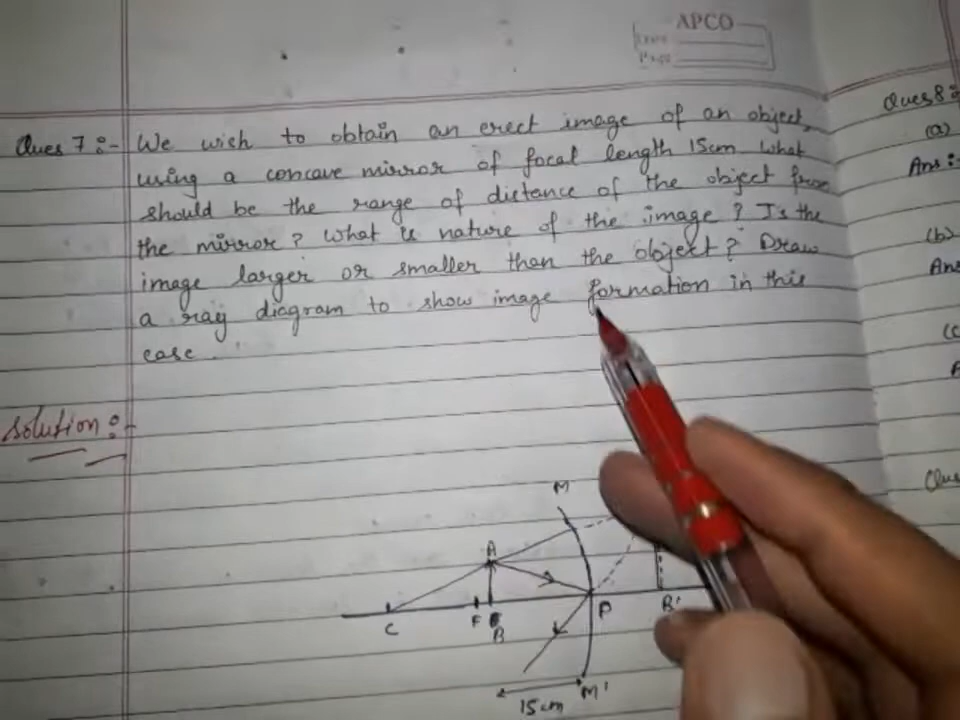 APCO
Ques 7:- We wish to obtain an erect image of an object,
using a concave mirror of focal length 15cm what
should be the range of distance of the object from
the mirror? What is nature of the image? Is the
image larger or smaller than the object? Draw
a ray diagram to show image formation in this
case.
Solution:-
M
A
C F B P B'
15cm M'
Ques 8:
(a)
Ans:
(b)
Ans
(c
Que